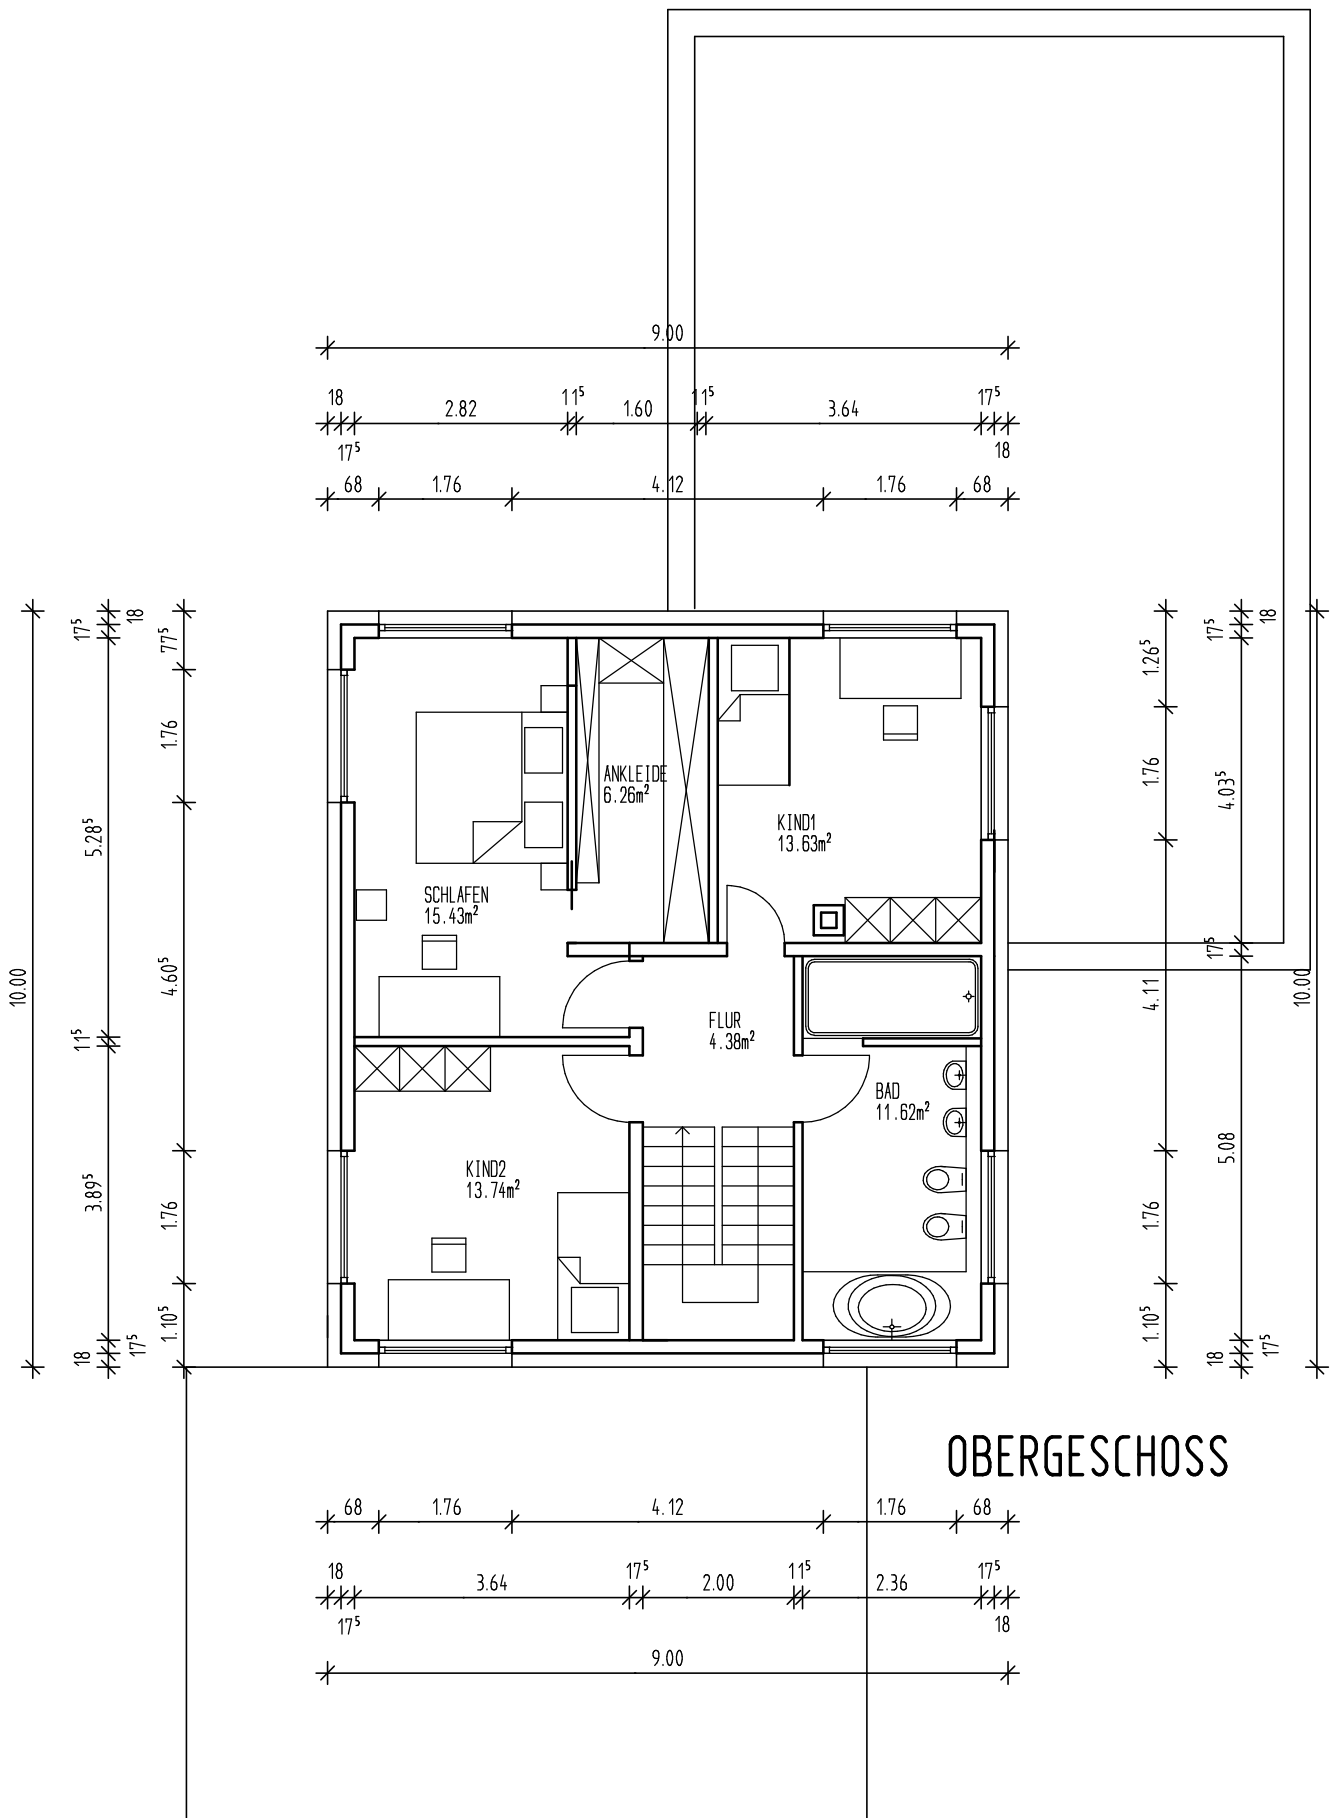 9.00
18 2.82 11⁵ 1.60 11⁵ 3.64 17⁵
17⁵ 18
68 1.76 4.12 1.76 68
10.00
17⁵ 18
5.28⁵
11⁵
3.89⁵
18 17⁵
77⁵
1.76
4.60⁵
1.76
1.10⁵
ANKLEIDE
6.26m²
KIND1
13.63m²
SCHLAFEN
15.43m²
FLUR
4.38m²
BAD
11.62m²
KIND2
13.74m²
1.26⁵
1.76
4.11
1.76
1.10⁵
17⁵ 18
4.03⁵
17⁵
5.08
18 17⁵
10.00
OBERGESCHOSS
68 1.76 4.12 1.76 68
18 3.64 17⁵ 2.00 11⁵ 2.36 17⁵
17⁵ 18
9.00